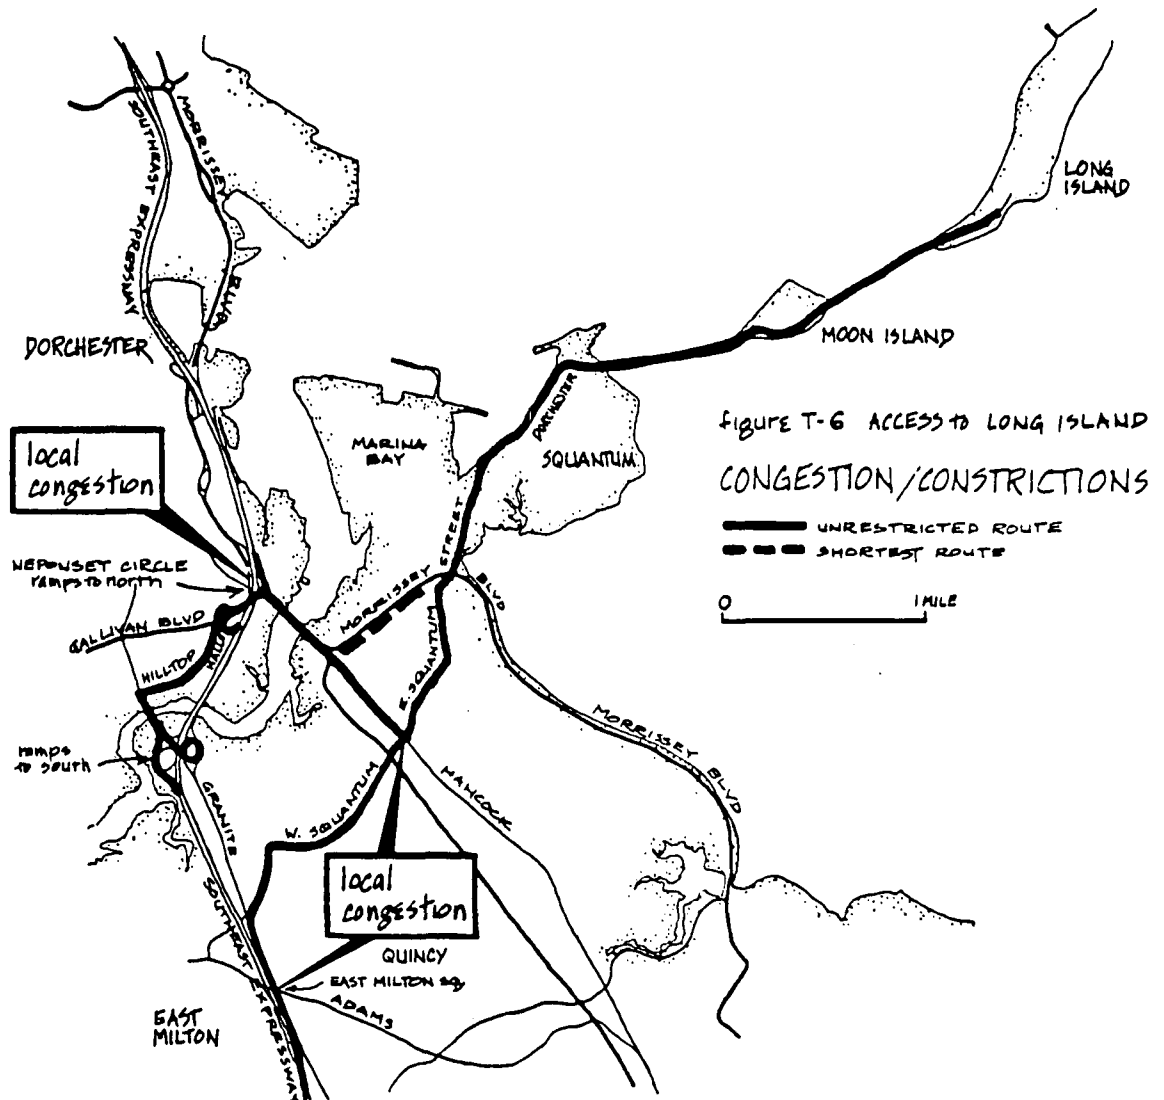 SOUTHEAST EXPRESSWAY
MORRISSEY
BLVD
LONG
ISLAND
DORCHESTER
MOON ISLAND
DORCHESTER
MARINA
BAY
SQUANTUM
figure T-6 ACCESS to LONG ISLAND
CONGESTION/CONSTRICTIONS
UNRESTRICTED ROUTE
SHORTEST ROUTE
0 1 MILE
local
congestion
NEPONSET CIRCLE
ramps to north
STREET
MORRISSEY
BLVD
GALLIVAN BLVD
HILLTOP
HALL
E. SQUANTUM
MORRISSEY BLVD
ramps
to south
GRANITE
W. SQUANTUM
HANCOCK
local
congestion
SOUTHEAST EXPRESSWAY
QUINCY
EAST MILTON SQ
ADAMS
EAST
MILTON